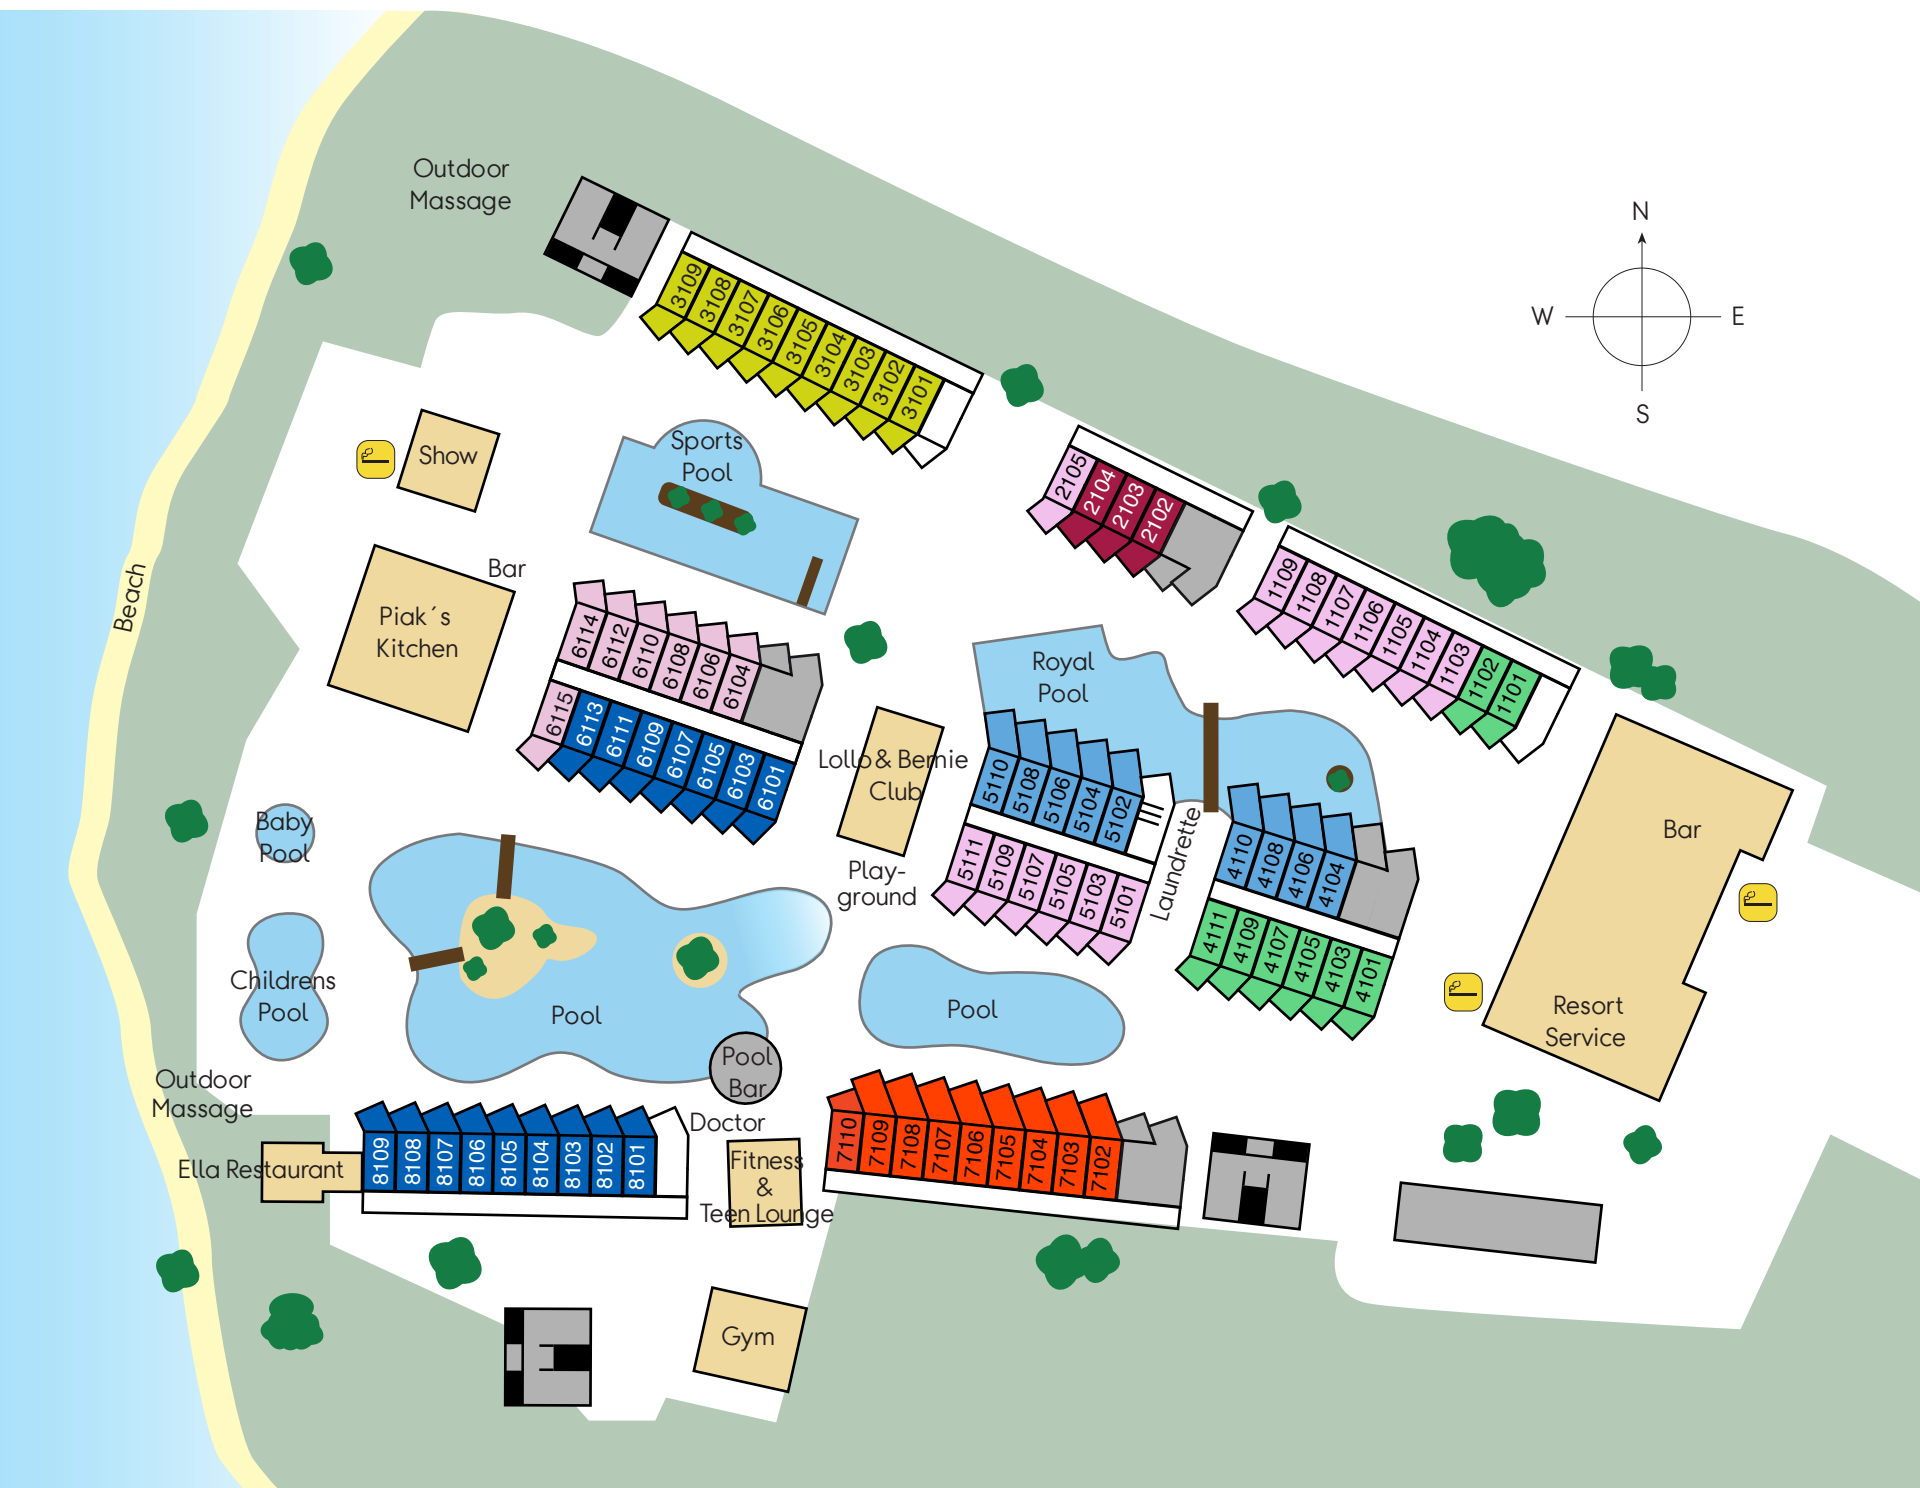 Outdoor
Massage
N
W
E
S
3109
3108
3107
3106
3105
3104
3103
3102
3101
Show
Sports
Pool
2105
2104
2103
2102
Beach
Bar
Piak´s
Kitchen
1109
1108
1107
1106
1105
1104
1103
1102
1101
6114
6112
6110
6108
6106
6104
6115
6113
6111
6109
6107
6105
6103
6101
Royal
Pool
Lollo & Bernie
Club
5110
5108
5106
5104
5102
5111
5109
5107
5105
5103
5101
Laundrette
4110
4108
4106
4104
4111
4109
4107
4105
4103
4101
Bar
Resort
Service
Baby
Pool
Play-
ground
Childrens
Pool
Pool
Pool
Pool
Bar
Outdoor
Massage
Doctor
Ella Restaurant
8109
8108
8107
8106
8105
8104
8103
8102
8101
Fitness
&
Teen Lounge
7110
7109
7108
7107
7106
7105
7104
7103
7102
Gym